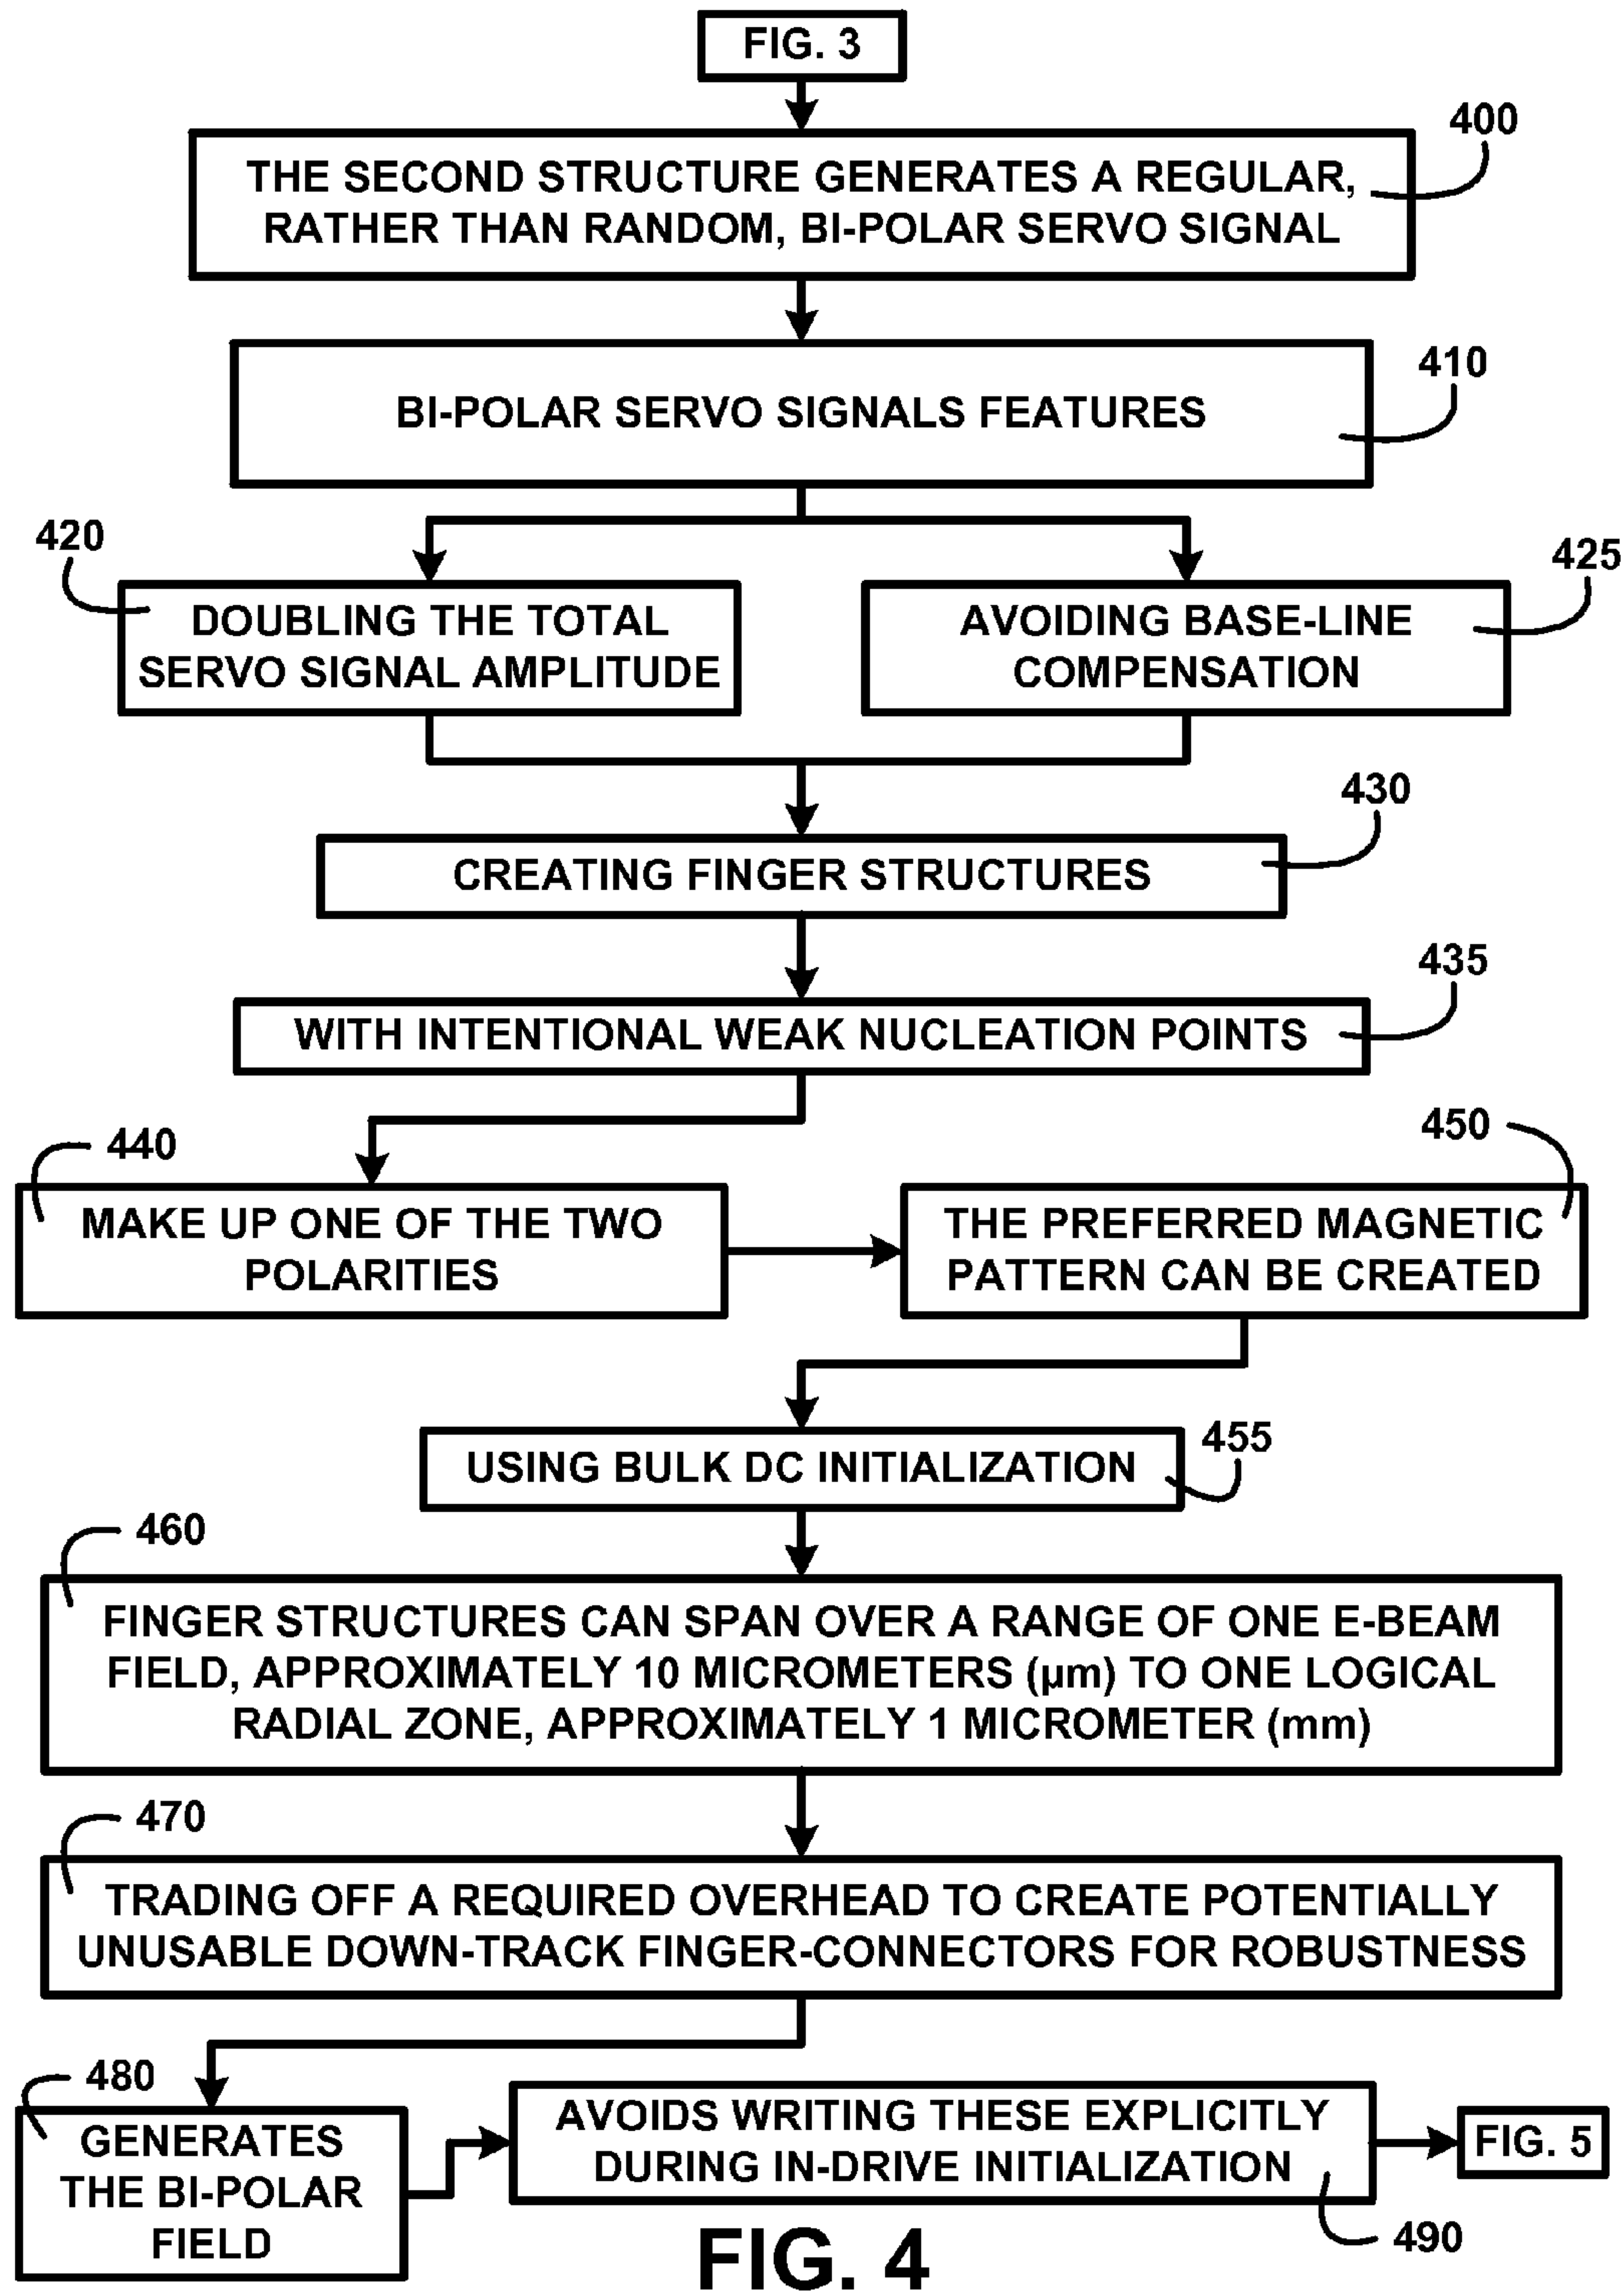 FIG. 3
400
THE SECOND STRUCTURE GENERATES A REGULAR,
RATHER THAN RANDOM, BI-POLAR SERVO SIGNAL
410
BI-POLAR SERVO SIGNALS FEATURES
420
DOUBLING THE TOTAL
SERVO SIGNAL AMPLITUDE
425
AVOIDING BASE-LINE
COMPENSATION
430
CREATING FINGER STRUCTURES
435
WITH INTENTIONAL WEAK NUCLEATION POINTS
440
MAKE UP ONE OF THE TWO
POLARITIES
450
THE PREFERRED MAGNETIC
PATTERN CAN BE CREATED
455
USING BULK DC INITIALIZATION
460
FINGER STRUCTURES CAN SPAN OVER A RANGE OF ONE E-BEAM
FIELD, APPROXIMATELY 10 MICROMETERS (µm) TO ONE LOGICAL
RADIAL ZONE, APPROXIMATELY 1 MICROMETER (mm)
470
TRADING OFF A REQUIRED OVERHEAD TO CREATE POTENTIALLY
UNUSABLE DOWN-TRACK FINGER-CONNECTORS FOR ROBUSTNESS
480
GENERATES
THE BI-POLAR
FIELD
AVOIDS WRITING THESE EXPLICITLY
DURING IN-DRIVE INITIALIZATION
490
FIG. 5
FIG. 4